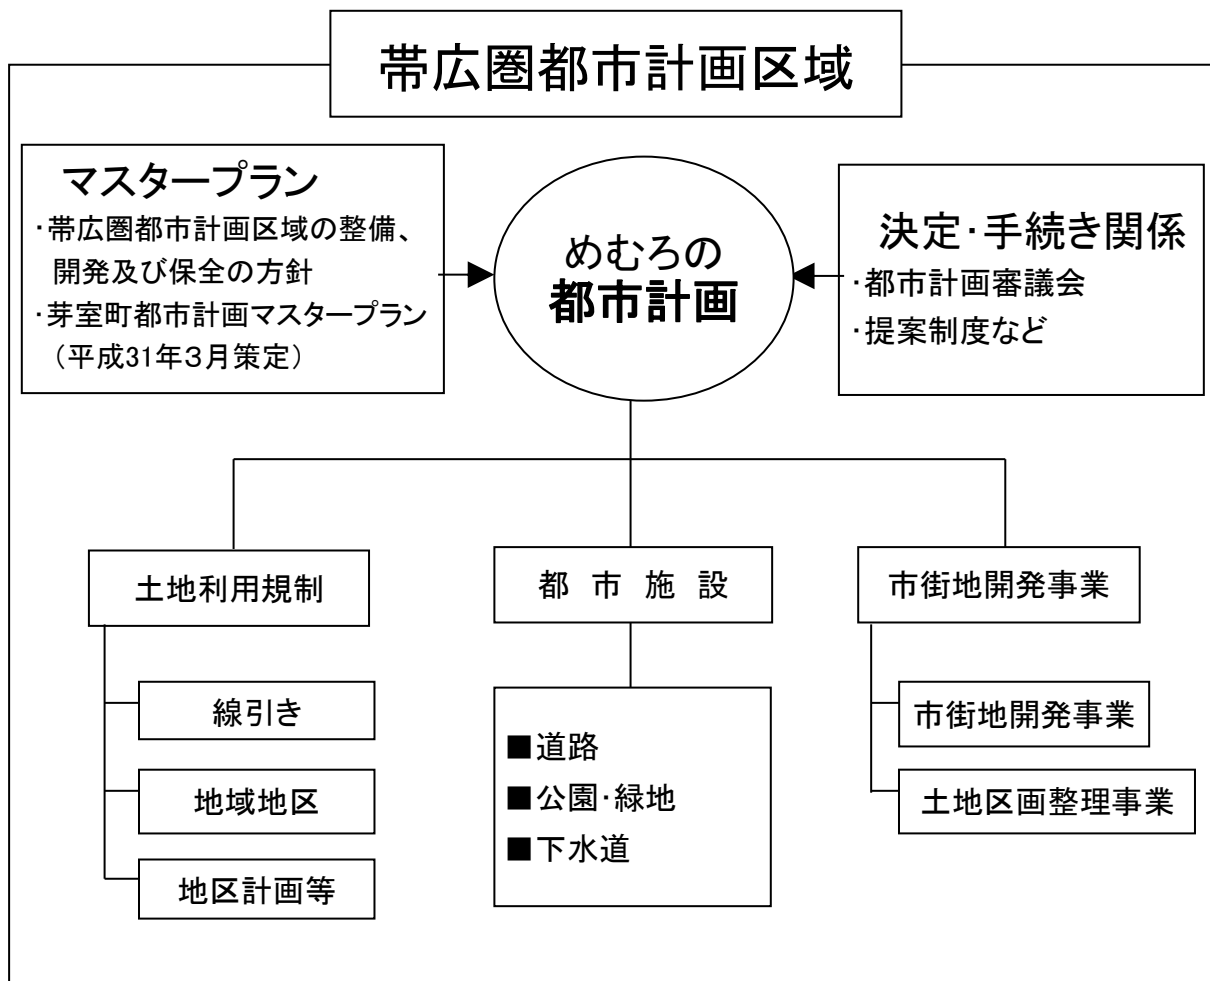 帯広圏都市計画区域
マスタープラン
・帯広圏都市計画区域の整備、
開発及び保全の方針
・芽室町都市計画マスタープラン
（平成31年３月策定）
めむろの
都市計画
決定・手続き関係
・都市計画審議会
・提案制度など
土地利用規制
線引き
地域地区
地区計画等
都 市 施 設
■道路
■公園・緑地
■下水道
市街地開発事業
市街地開発事業
土地区画整理事業